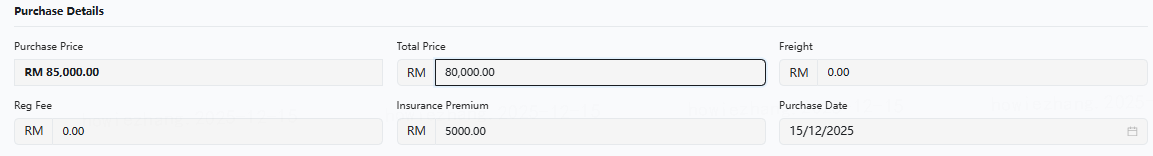 Purchase Details
Purchase Price
Total Price
Freight
RM 85,000.00
RM 80,000.00
RM 0.00
Reg Fee
Insurance Premium
Purchase Date
RM 0.00
RM 5000.00
15/12/2025